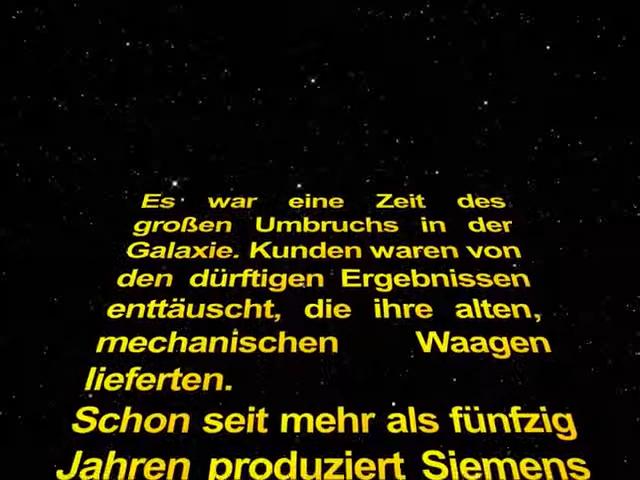 Es war eine Zeit des
großen Umbruchs in der
Galaxie. Kunden waren von
den dürftigen Ergebnissen
enttäuscht, die ihre alten,
mechanischen Waagen
lieferten.
Schon seit mehr als fünfzig
Jahren produziert Siemens